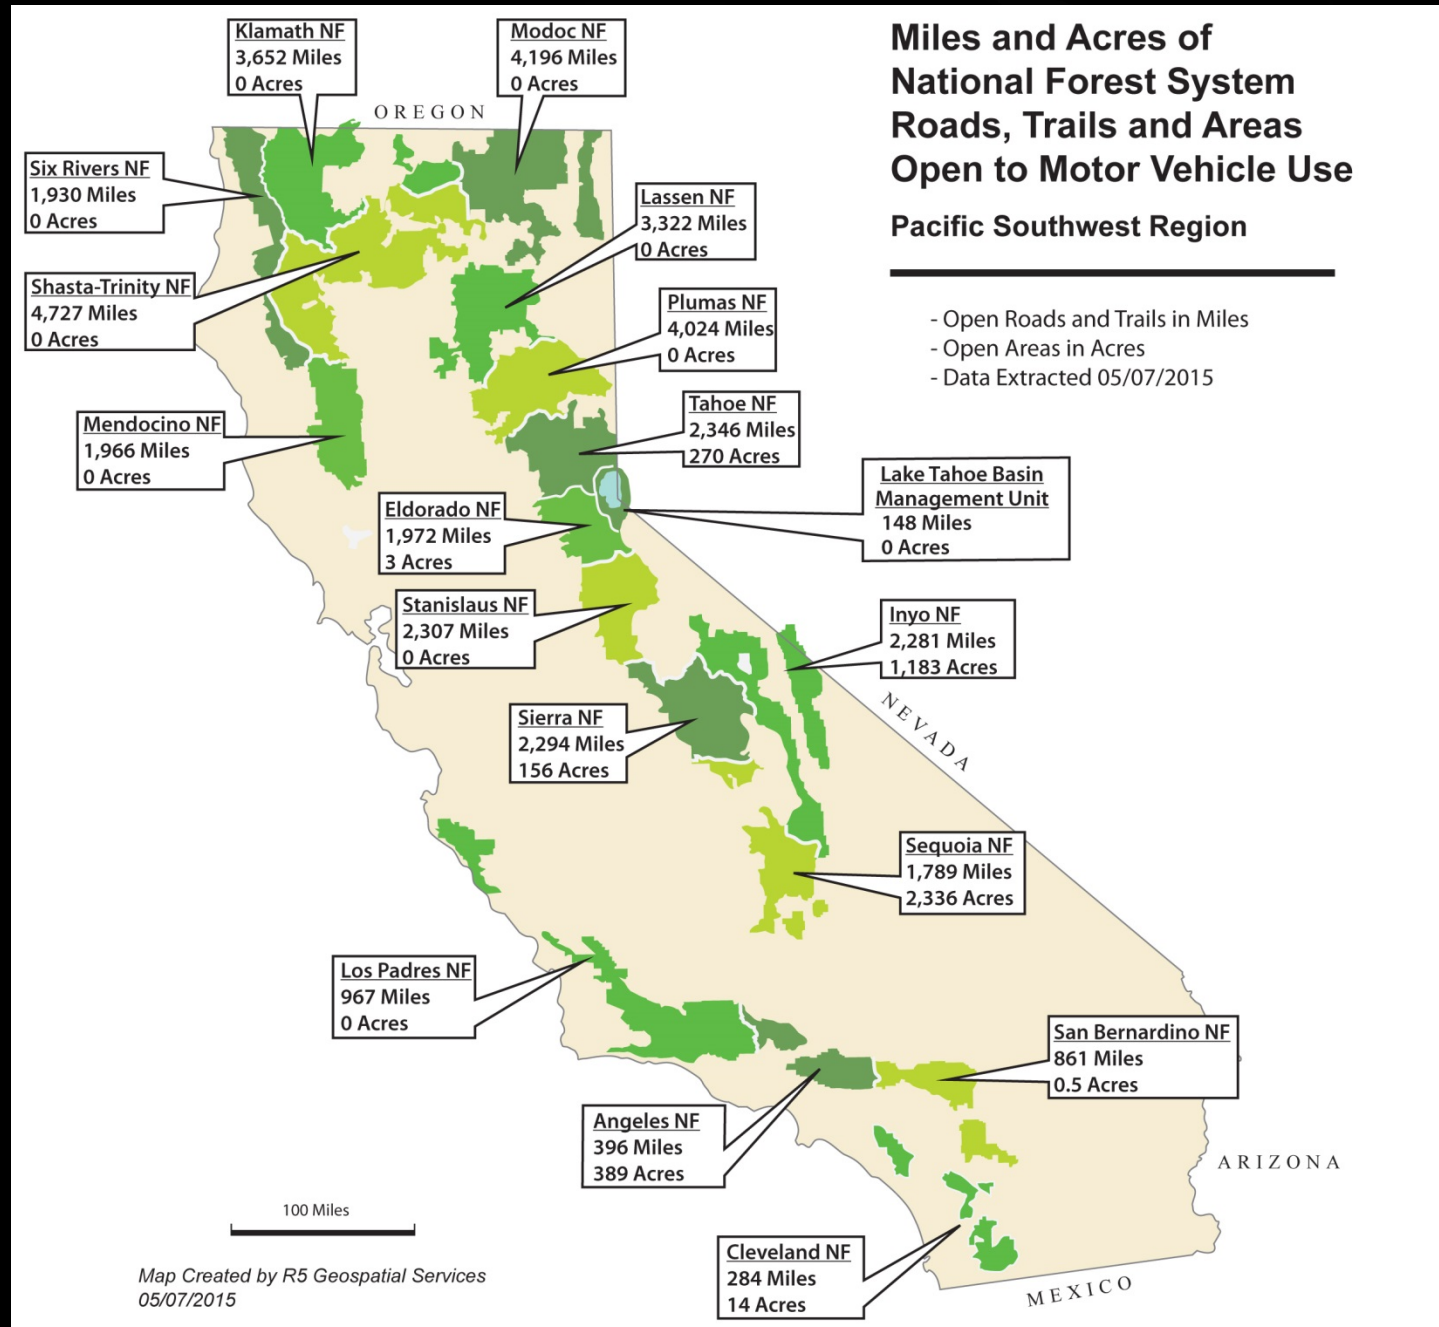 Miles and Acres of
National Forest System
Roads, Trails and Areas
Open to Motor Vehicle Use
Pacific Southwest Region
- Open Roads and Trails in Miles
- Open Areas in Acres
- Data Extracted 05/07/2015
Klamath NF
3,652 Miles
0 Acres
Modoc NF
4,196 Miles
0 Acres
OREGON
Six Rivers NF
1,930 Miles
0 Acres
Lassen NF
3,322 Miles
0 Acres
Shasta-Trinity NF
4,727 Miles
0 Acres
Plumas NF
4,024 Miles
0 Acres
Tahoe NF
2,346 Miles
270 Acres
Mendocino NF
1,966 Miles
0 Acres
Lake Tahoe Basin
Management Unit
148 Miles
0 Acres
Eldorado NF
1,972 Miles
3 Acres
Stanislaus NF
2,307 Miles
0 Acres
Inyo NF
2,281 Miles
1,183 Acres
NEVADA
Sierra NF
2,294 Miles
156 Acres
Sequoia NF
1,789 Miles
2,336 Acres
Los Padres NF
967 Miles
0 Acres
San Bernardino NF
861 Miles
0.5 Acres
Angeles NF
396 Miles
389 Acres
ARIZONA
100 Miles
Cleveland NF
284 Miles
14 Acres
MEXICO
Map Created by R5 Geospatial Services
05/07/2015